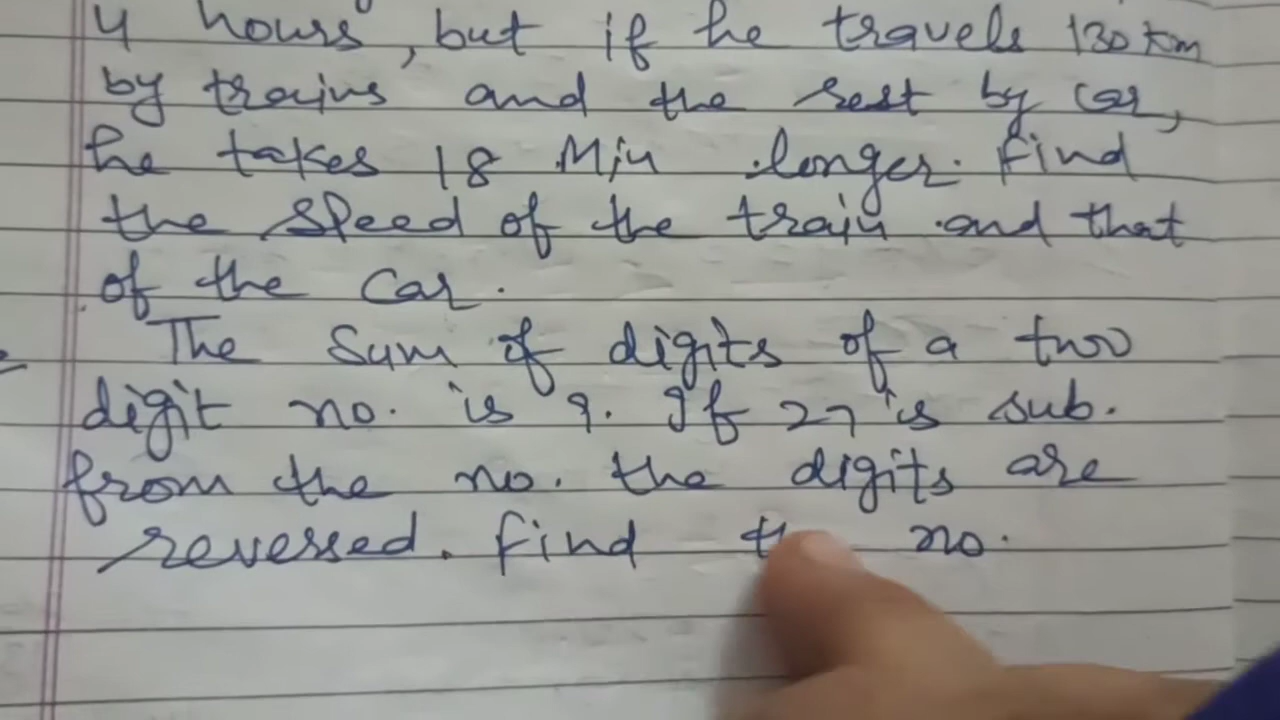 4 hours, but if he travels 130 km
by trains and the rest by car,
he takes 18 Min longer. Find
the speed of the train and that
of the car.
The sum of digits of a two
digit no. is 9. If 27 is sub.
from the no. the digits are
reversed. Find no.